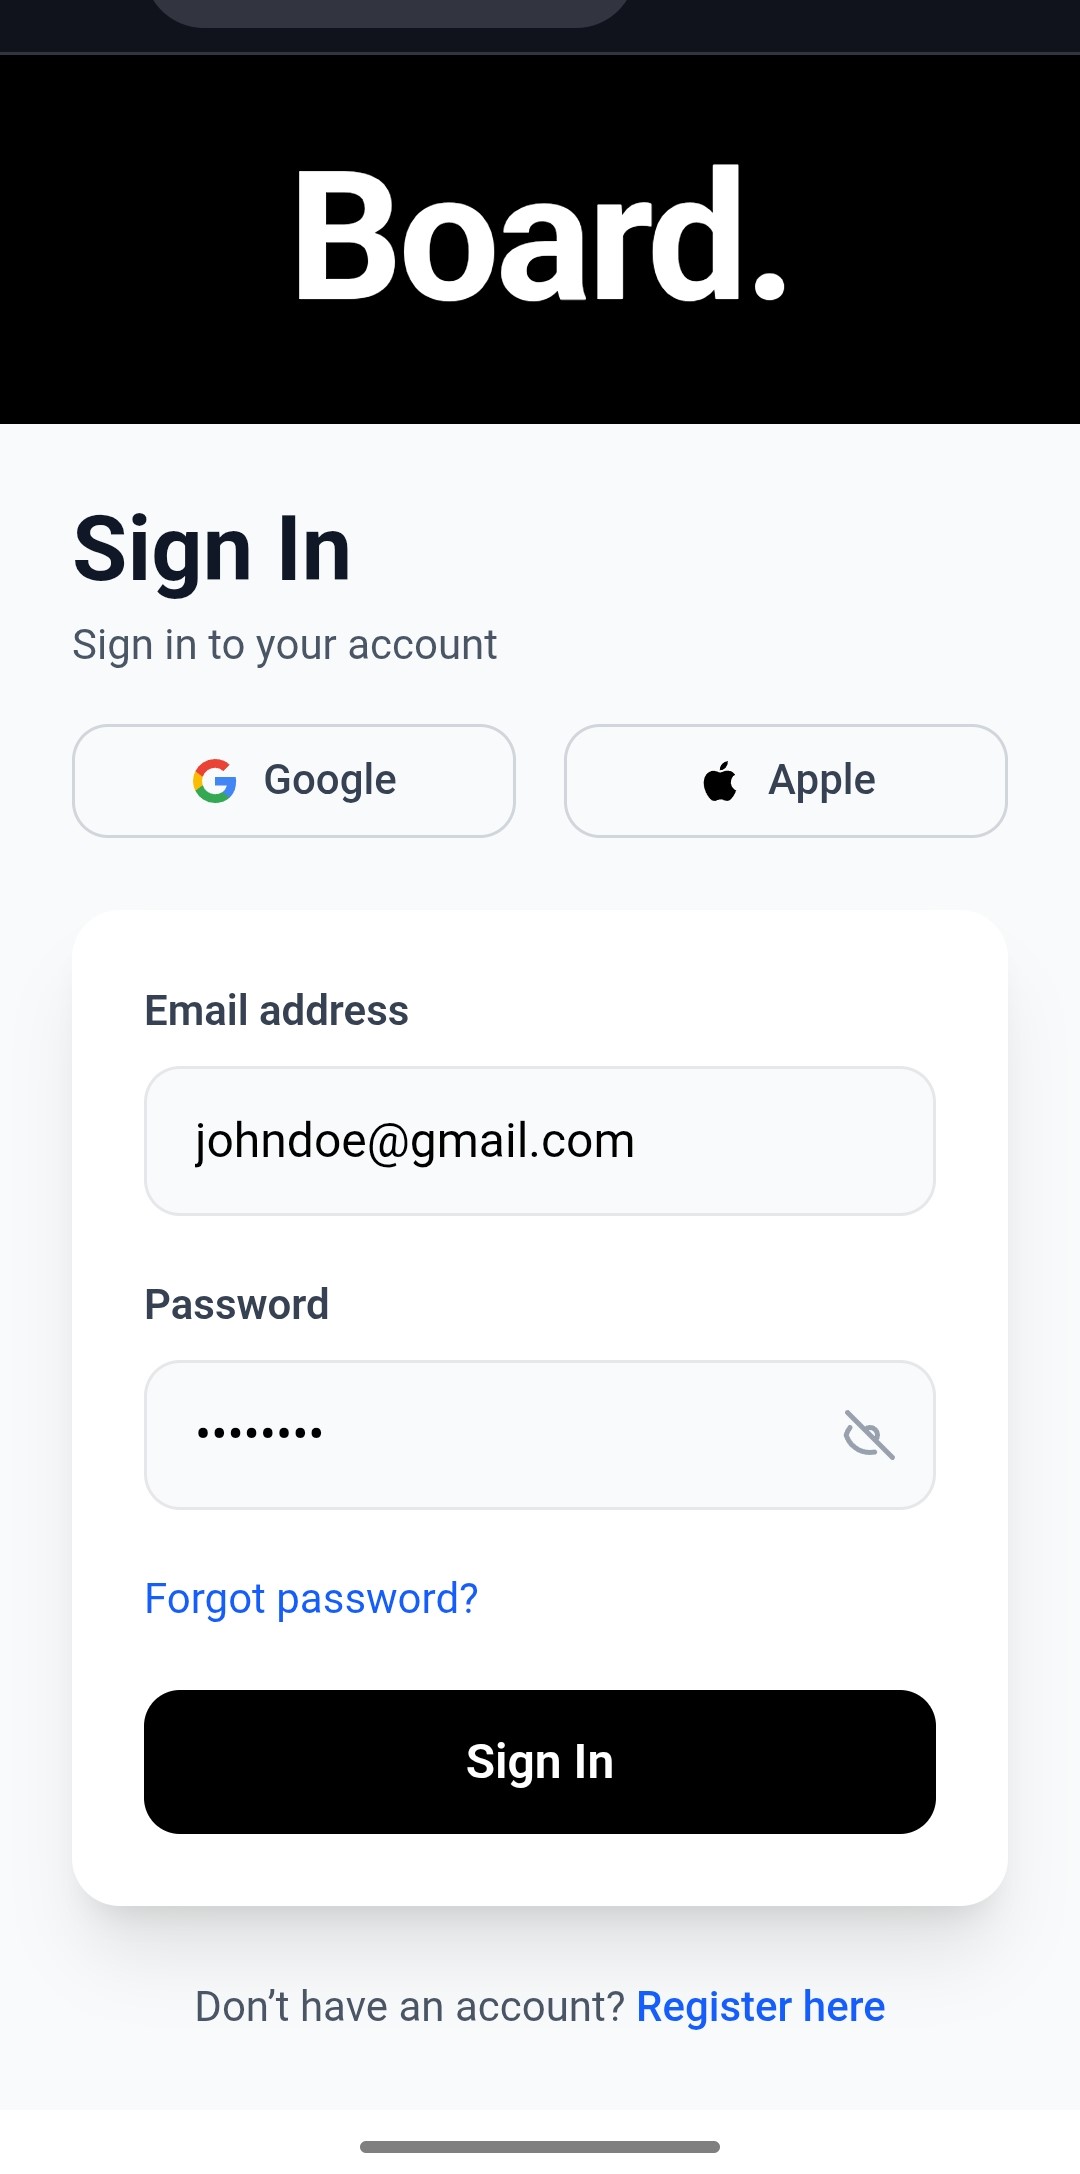 Board.
Sign In
Sign in to your account
Google
Apple
Email address
johndoe@gmail.com
Password
••••••••
Forgot password?
Sign In
Don’t have an account? Register here